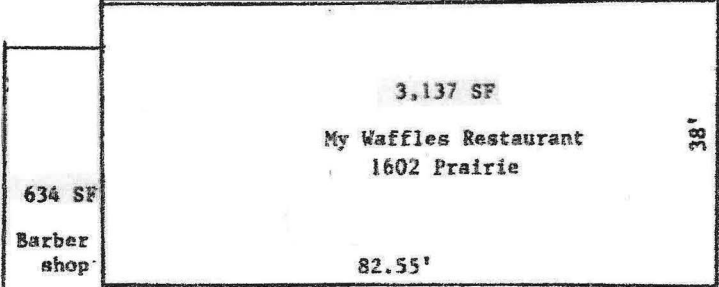 3,137 SF
My Waffles Restaurant
1602 Prairie
38'
634 SF
Barber
shop
82.55'